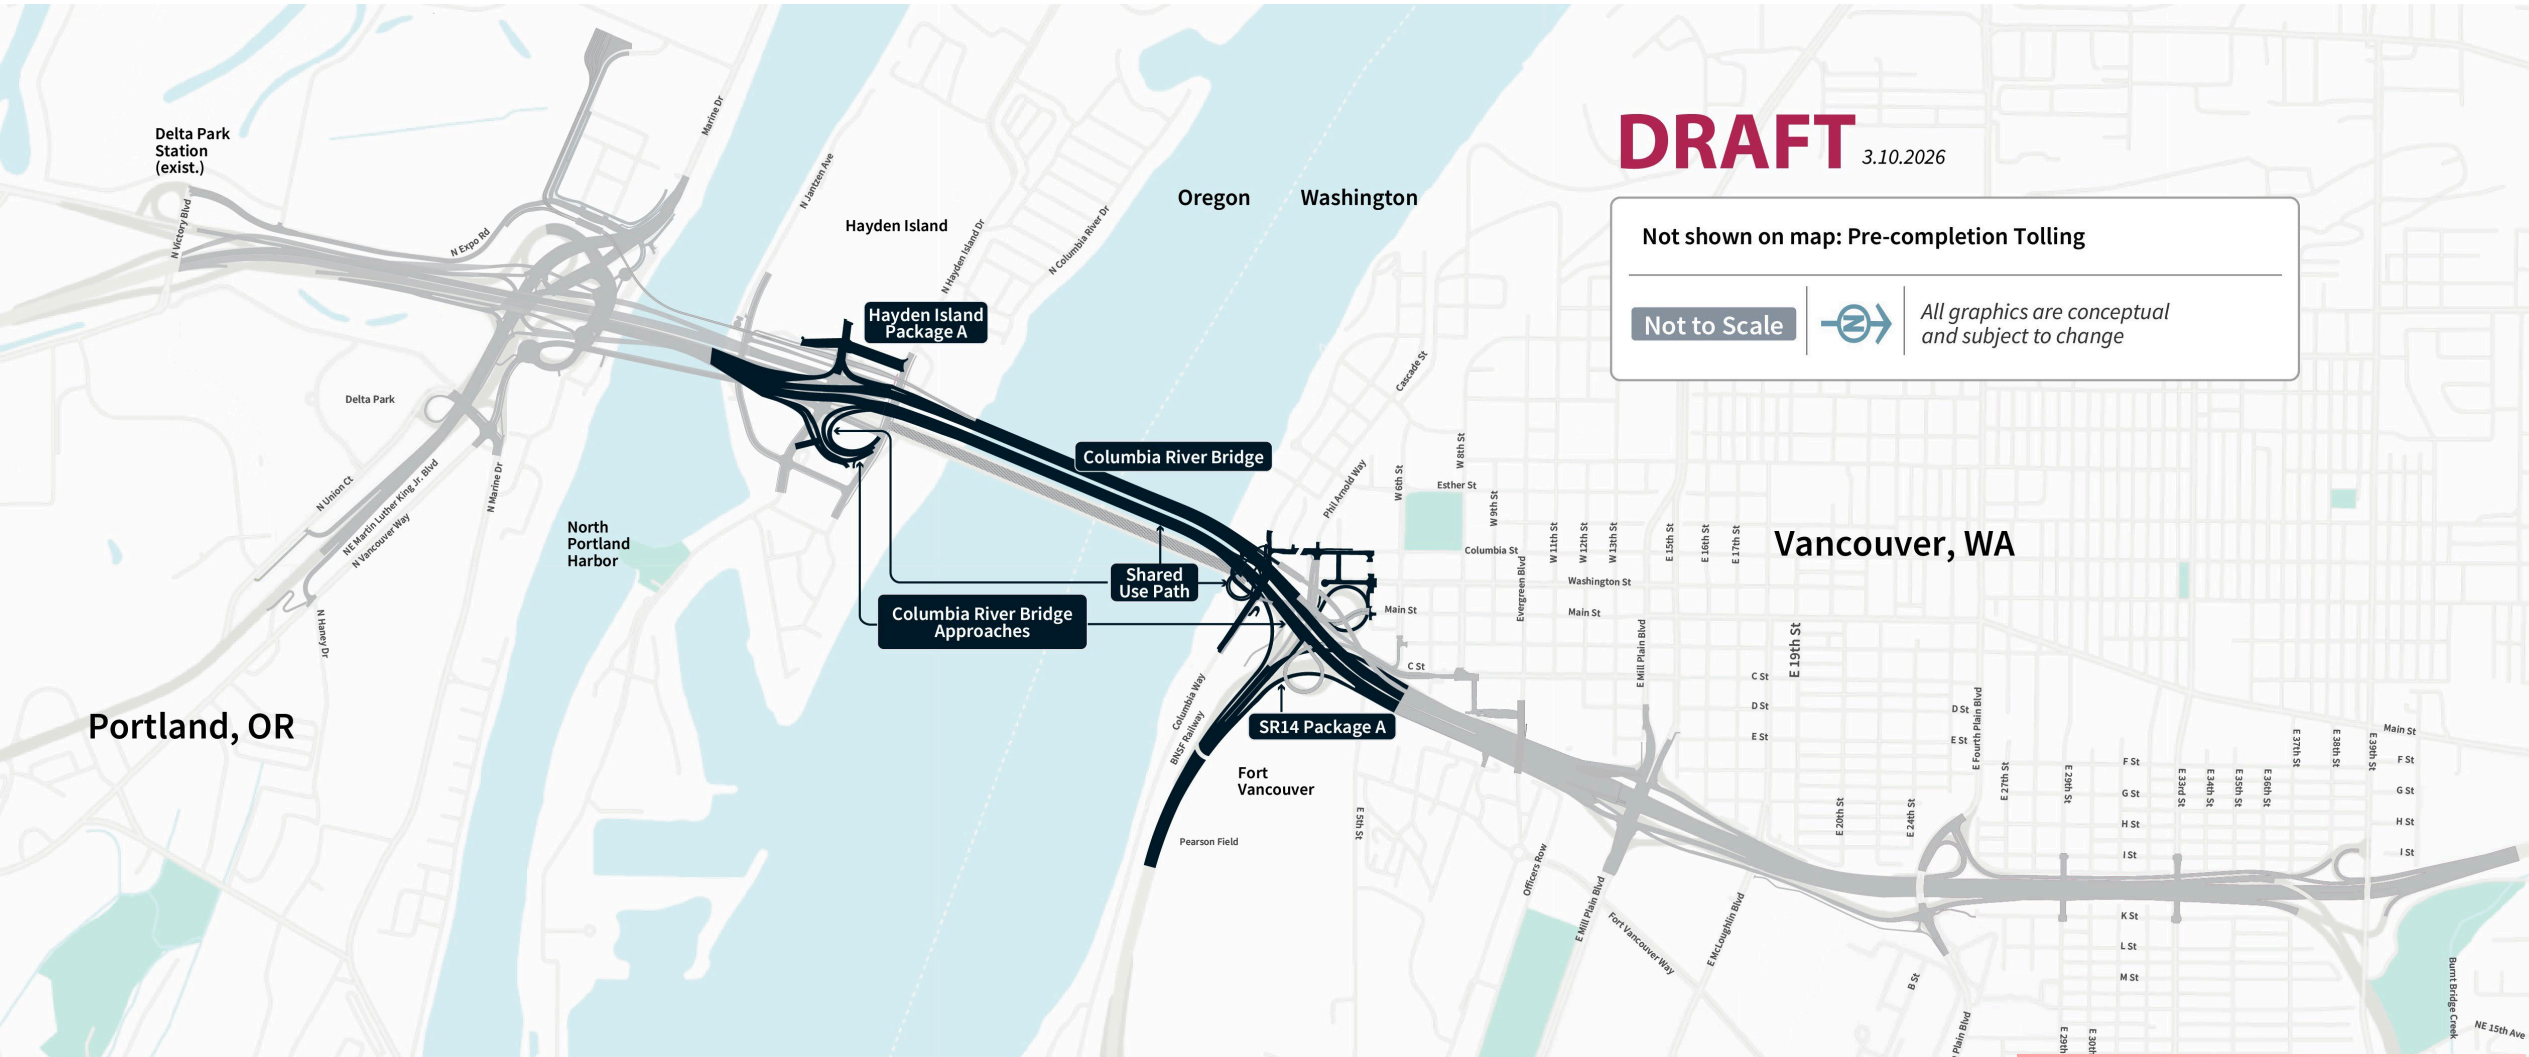 DRAFT 3.10.2026
Not shown on map: Pre-completion Tolling
Not to Scale
N
All graphics are conceptual
and subject to change
Delta Park
Station
(exist.)
N Victory Blvd
N Expo Rd
Marine Dr
N Jantzen Ave
Hayden Island
N Hayden Island Dr
N Columbia River Dr
Oregon
Washington
Hayden Island
Package A
Delta Park
N Union Ct
NE Martin Luther King Jr. Blvd
N Vancouver Way
N Marine Dr
N Haney Dr
North
Portland
Harbor
Portland, OR
Columbia River Bridge
Shared
Use Path
Columbia River Bridge
Approaches
SR14 Package A
Columbia Way
BNSF Railway
Fort
Vancouver
Pearson Field
E 5th St
Phil Arnold Way
Cascade St
W 6th St
W 8th St
Esther St
W 9th St
Columbia St
Evergreen Blvd
W 11th St
W 12th St
W 13th St
E 15th St
E 16th St
E 17th St
Washington St
Main St
Main St
C St
Vancouver, WA
E Mill Plain Blvd
E 19th St
C St
D St
E St
D St
E St
E Fourth Plain Blvd
E 20th St
E 24th St
E 27th St
E 29th St
F St
G St
H St
I St
K St
L St
M St
E 33rd St
E 34th St
E 35th St
E 36th St
E 37th St
E 38th St
E 39th St
Main St
F St
G St
H St
I St
Officers Row
E Mill Plain Blvd
Fort Vancouver Way
E McLoughlin Blvd
B St
Plain Blvd
E 29th
E 30th
Burnt Bridge Creek
NE 15th Ave